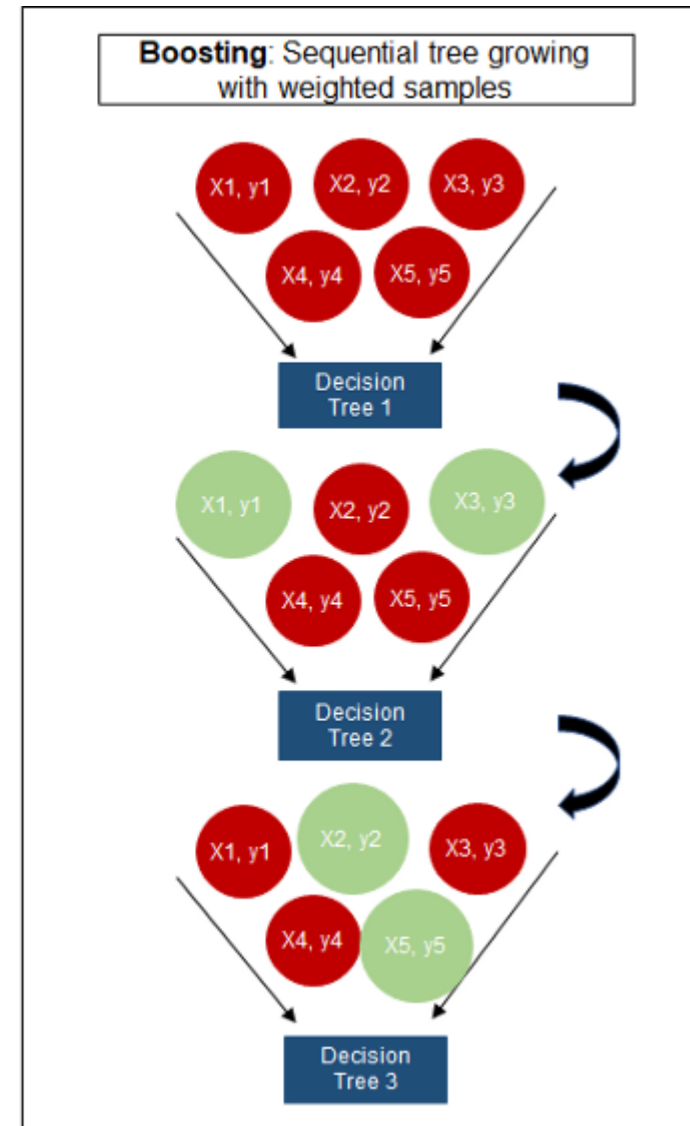 Boosting: Sequential tree growing
with weighted samples
X1, y1
X2, y2
X3, y3
X4, y4
X5, y5
Decision
Tree 1
X1, y1
X2, y2
X3, y3
X4, y4
X5, y5
Decision
Tree 2
X1, y1
X2, y2
X3, y3
X4, y4
X5, y5
Decision
Tree 3